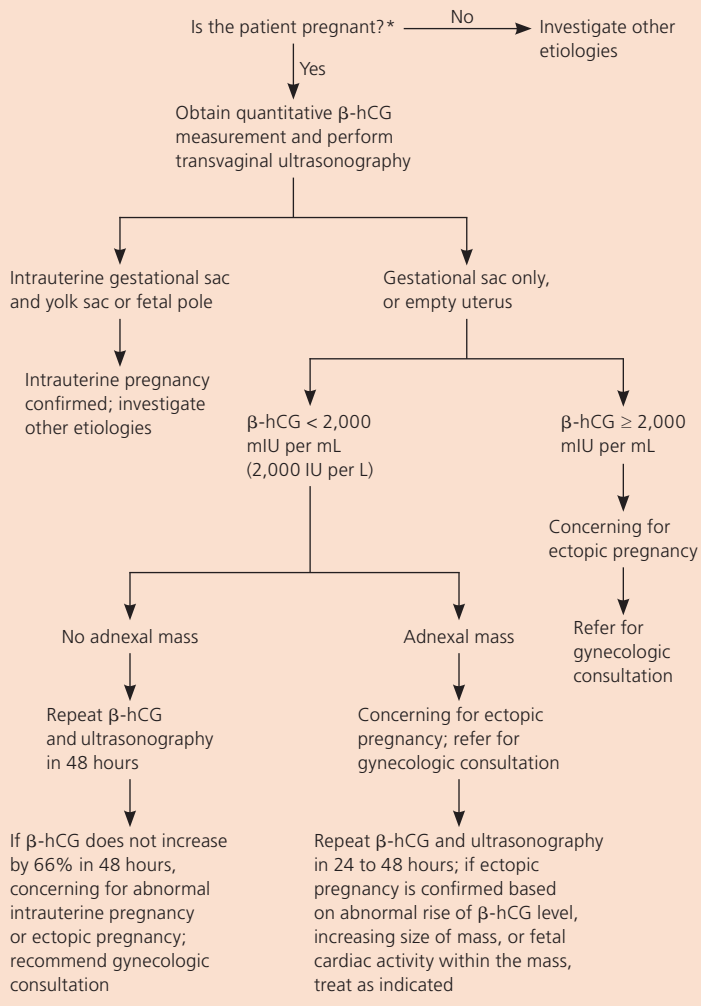 Is the patient pregnant?*
No
Investigate other
etiologies
Yes
Obtain quantitative β-hCG
measurement and perform
transvaginal ultrasonography
Intrauterine gestational sac
and yolk sac or fetal pole
Gestational sac only,
or empty uterus
Intrauterine pregnancy
confirmed; investigate
other etiologies
β-hCG < 2,000
mIU per mL
(2,000 IU per L)
β-hCG ≥ 2,000
mIU per mL
Concerning for
ectopic pregnancy
Refer for
gynecologic
consultation
No adnexal mass
Adnexal mass
Repeat β-hCG
and ultrasonography
in 48 hours
Concerning for ectopic
pregnancy; refer for
gynecologic consultation
If β-hCG does not increase
by 66% in 48 hours,
concerning for abnormal
intrauterine pregnancy
or ectopic pregnancy;
recommend gynecologic
consultation
Repeat β-hCG and ultrasonography
in 24 to 48 hours; if ectopic
pregnancy is confirmed based
on abnormal rise of β-hCG level,
increasing size of mass, or fetal
cardiac activity within the mass,
treat as indicated